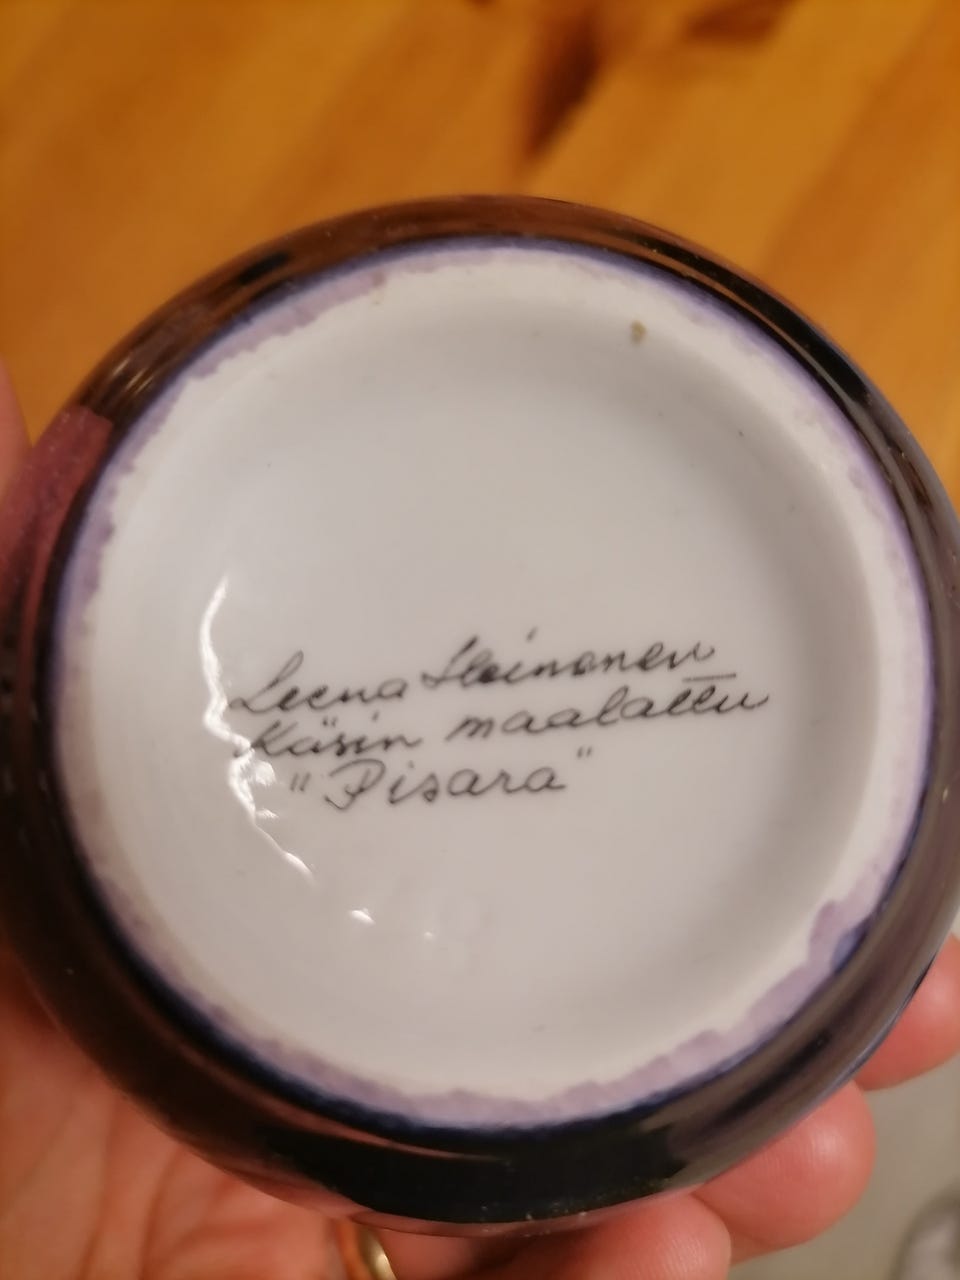 Leena Heinonen
Käsin maalattu
"Pisara"